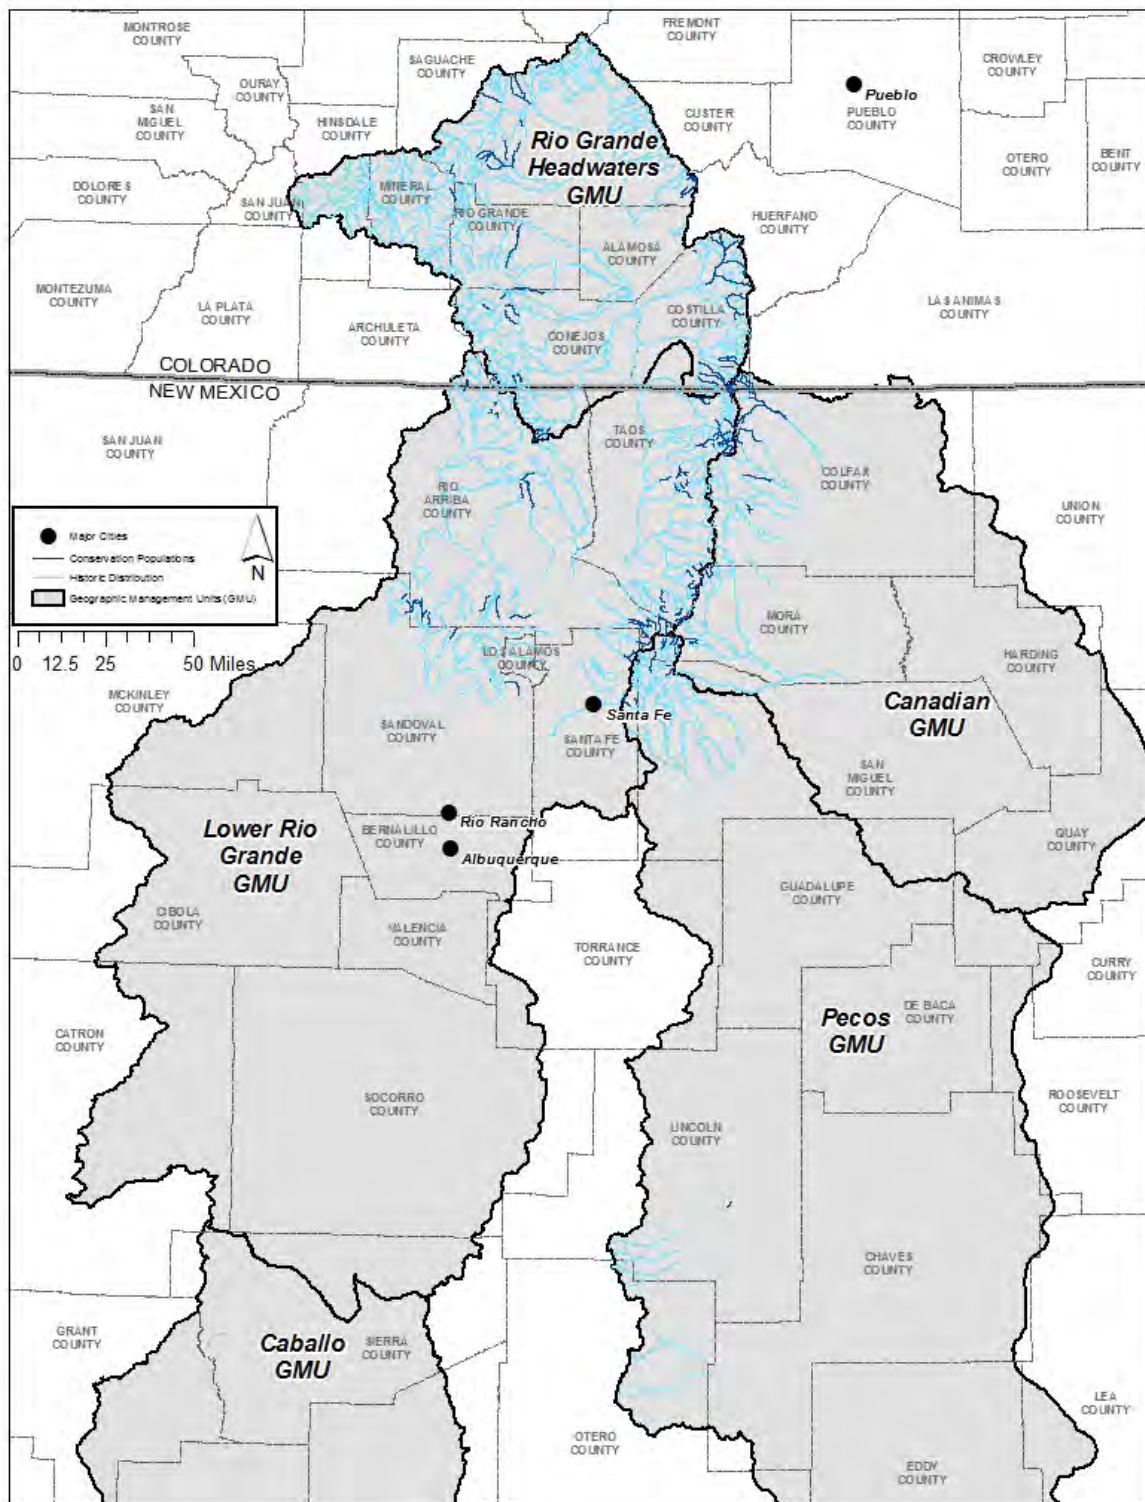 MONTROSE
COUNTY
FREMONT
COUNTY
SAGUACHE
COUNTY
CROWLEY
COUNTY
OURAY
COUNTY
Pueblo
PUEBLO
COUNTY
SAN
MIGUEL
COUNTY
HINSDALE
COUNTY
CUSTER
COUNTY
Rio Grande
Headwaters
GMU
OTERO
COUNTY
BENT
COUNTY
DOLORES
COUNTY
MINERAL
COUNTY
SAN JUAN
COUNTY
RIO GRANDE
COUNTY
HUERFANO
COUNTY
ALAMOSA
COUNTY
MONTEZUMA
COUNTY
LA PLATA
COUNTY
ARCHULETA
COUNTY
CONEJOS
COUNTY
COSTILLA
COUNTY
LAS ANIMAS
COUNTY
COLORADO
NEW MEXICO
SAN JUAN
COUNTY
TAOS
COUNTY
COLFAX
COUNTY
RIO
ARRIBA
COUNTY
UNION
COUNTY
Major Cities
Conservation Populations
Historic Distribution
Geographic Management Units (GMU)
N
0 12.5 25 50 Miles
MORA
COUNTY
HARDING
COUNTY
LOS ALAMOS
COUNTY
MCKINLEY
COUNTY
Canadian
GMU
Santa Fe
SANDOVAL
COUNTY
SANTA FE
COUNTY
SAN
MIGUEL
COUNTY
Rio Rancho
Lower Rio
Grande
GMU
BERNALILLO
COUNTY
Albuquerque
QUAY
COUNTY
GUADALUPE
COUNTY
CIBOLA
COUNTY
VALENCIA
COUNTY
TORRANCE
COUNTY
CURRY
COUNTY
DE BACA
COUNTY
Pecos
GMU
CATRON
COUNTY
SOCORRO
COUNTY
ROOSEVELT
COUNTY
LINCOLN
COUNTY
CHAVES
COUNTY
GRANT
COUNTY
Caballo
GMU
SIERRA
COUNTY
LEA
COUNTY
OTERO
COUNTY
EDDY
COUNTY